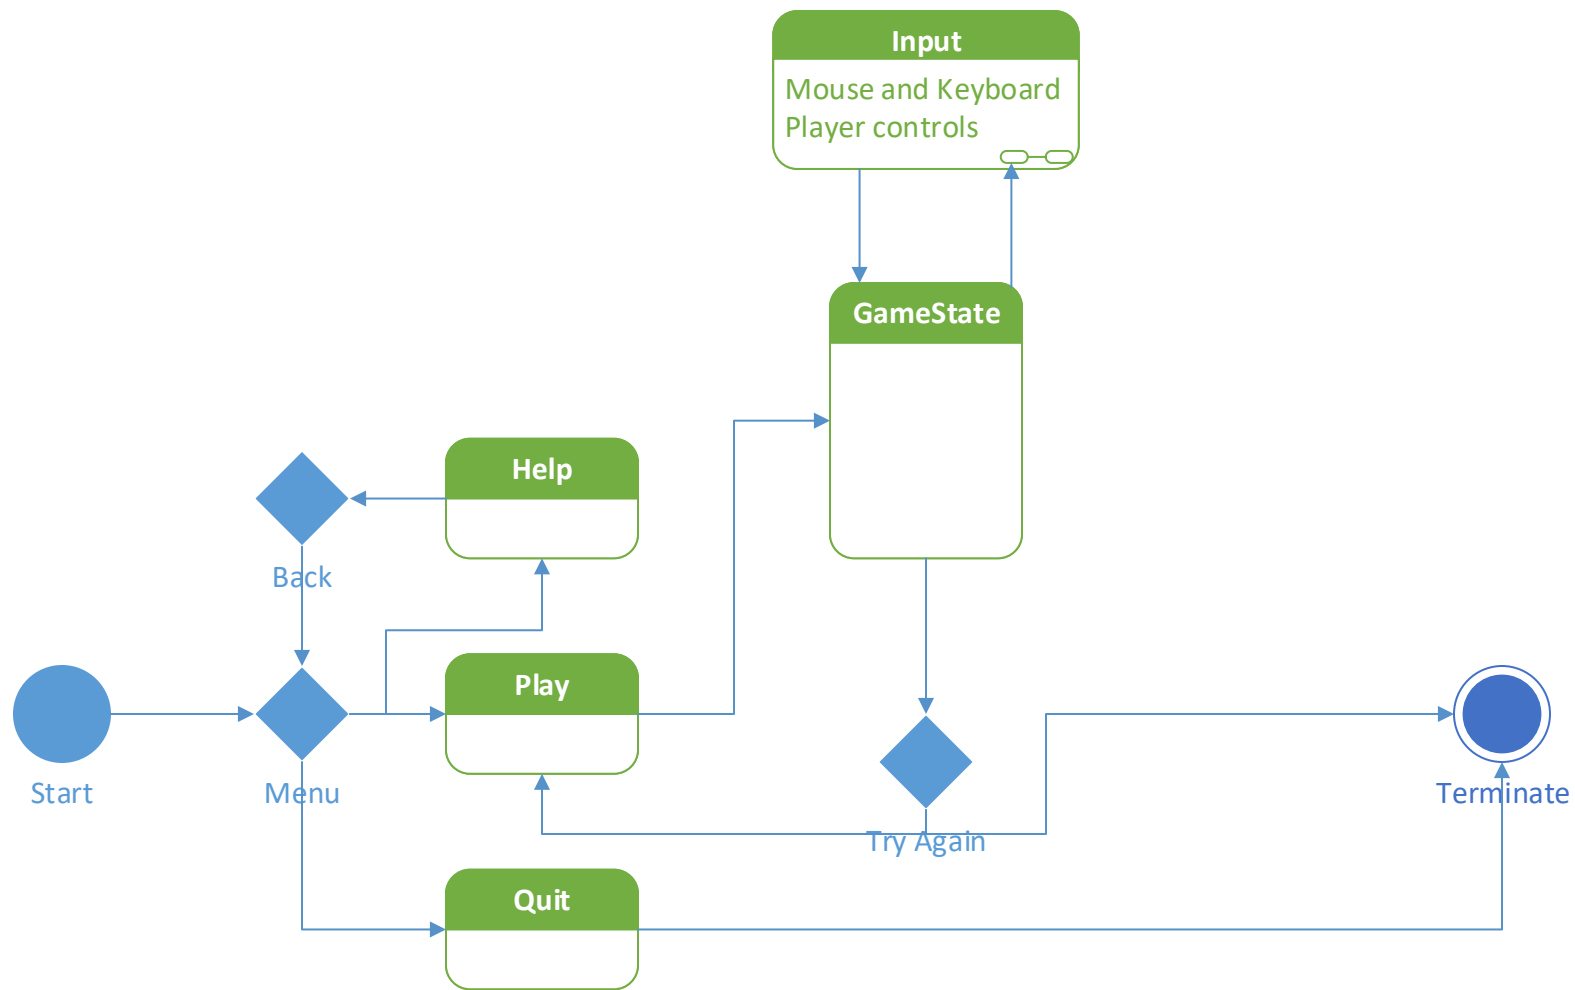 Input
Mouse and Keyboard
Player controls
GameState
Help
Back
Play
Start
Menu
Terminate
Try Again
Quit